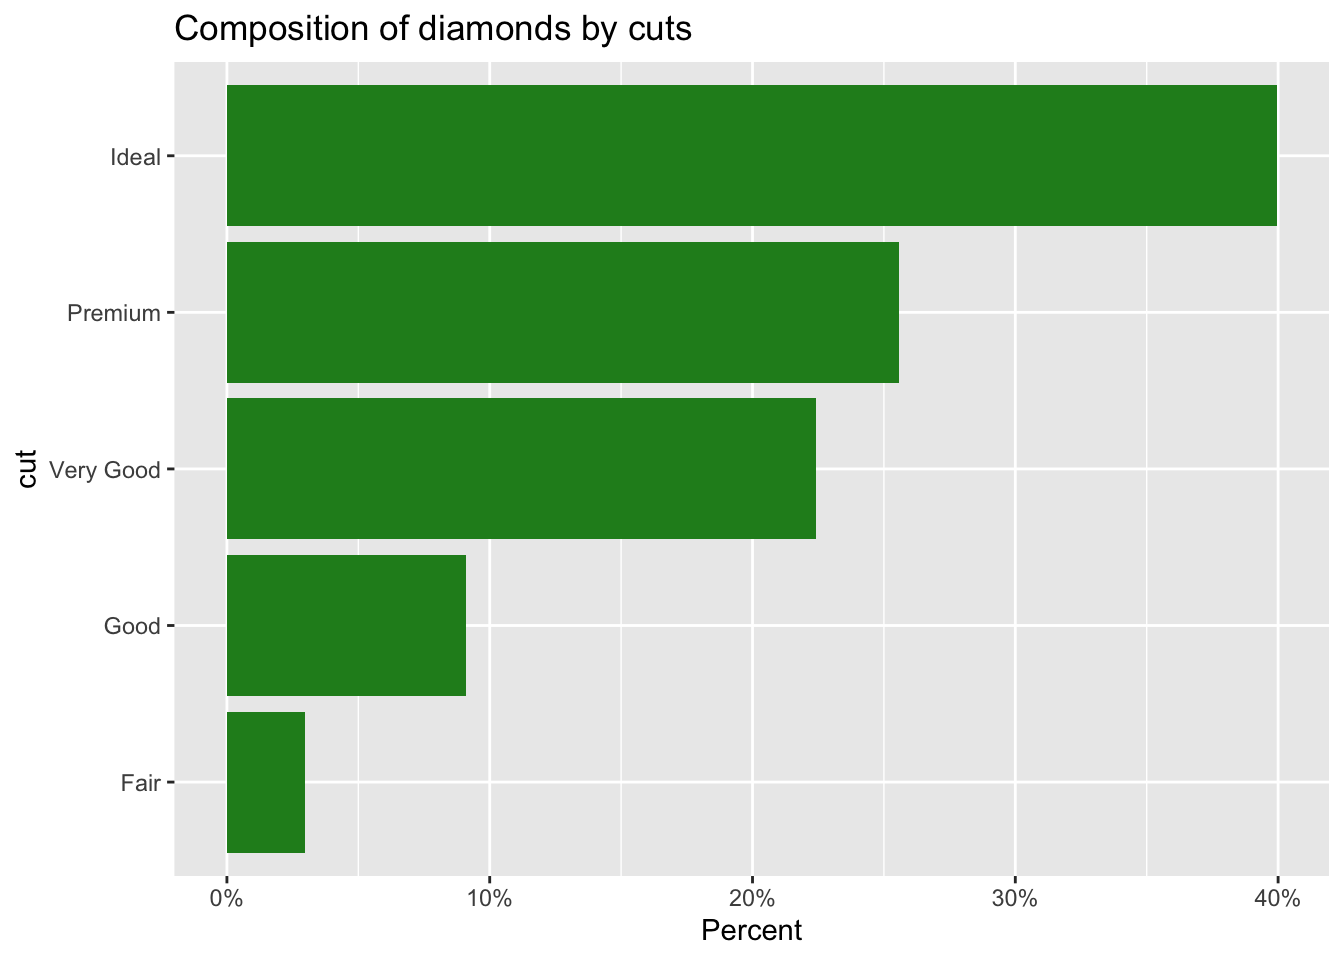 Composition of diamonds by cuts
Ideal
Premium
Very Good
Good
Fair
cut
0% 10% 20% 30% 40%
Percent